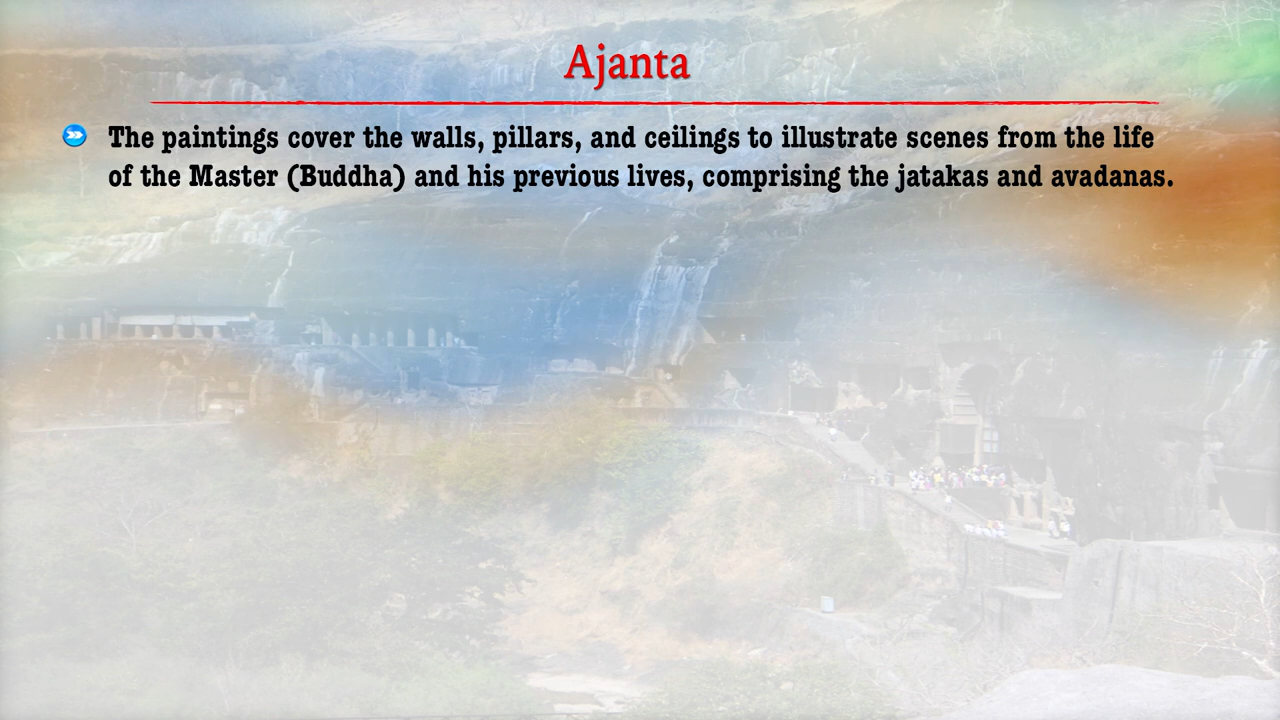 Ajanta
The paintings cover the walls, pillars, and ceilings to illustrate scenes from the life
of the Master (Buddha) and his previous lives, comprising the jatakas and avadanas.